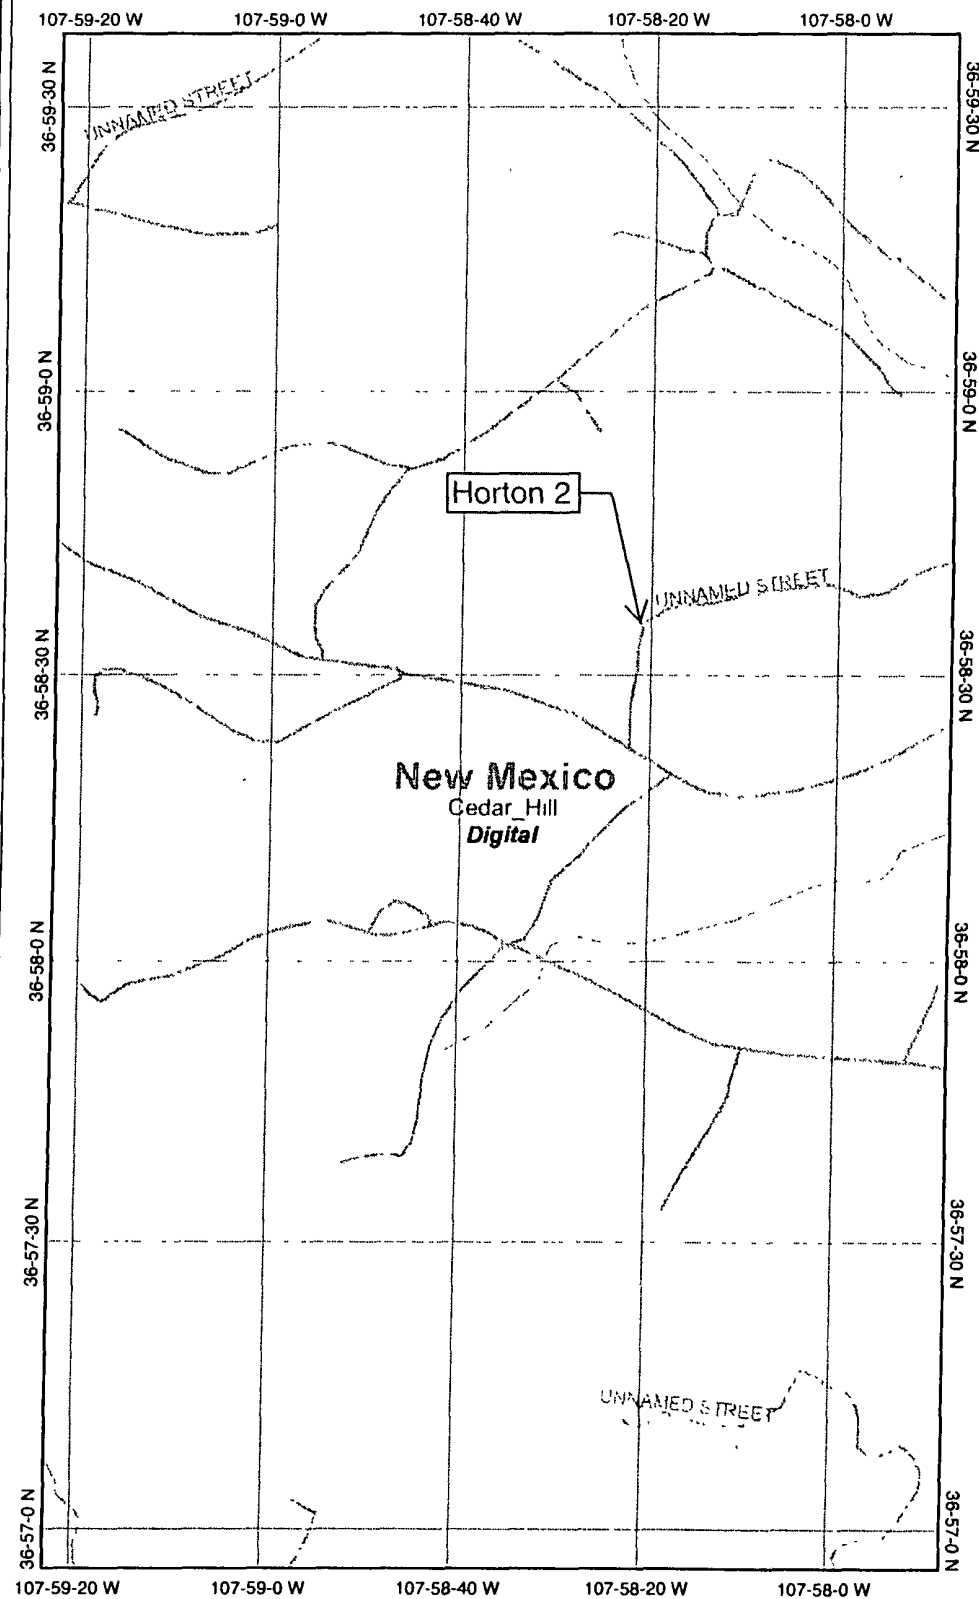 107-59-20 W 107-59-0 W 107-58-40 W 107-58-20 W 107-58-0 W
36-59-30 N 36-59-30 N
UNNAMED STREET
36-59-0 N 36-59-0 N
Horton 2
UNNAMED STREET
36-58-30 N 36-58-30 N
New Mexico
Cedar_Hill
Digital
36-58-0 N 36-58-0 N
36-57-30 N 36-57-30 N
UNNAMED STREET
36-57-0 N 36-57-0 N
107-59-20 W 107-59-0 W 107-58-40 W 107-58-20 W 107-58-0 W